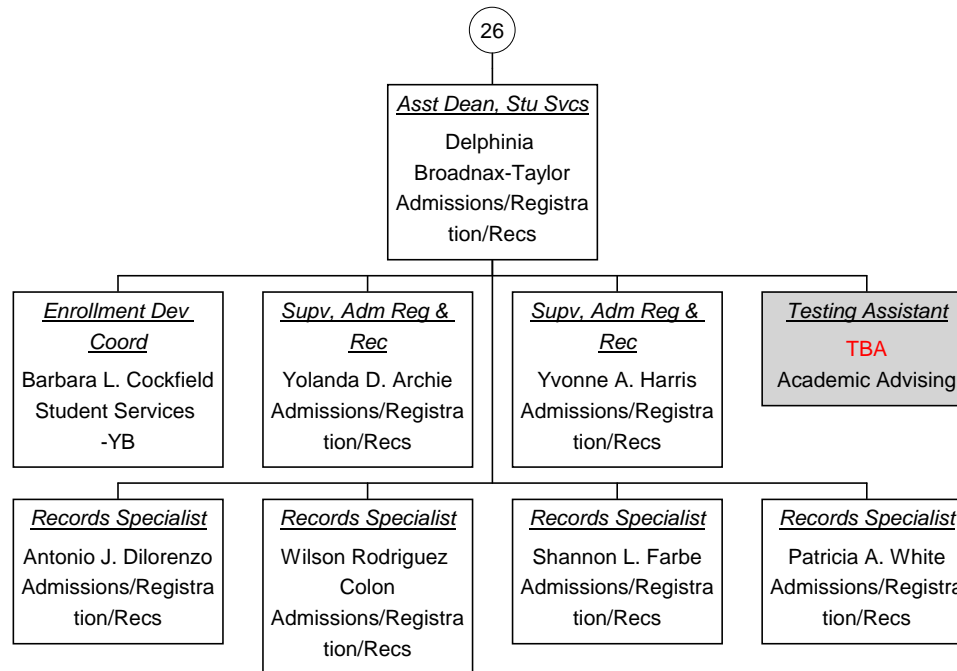 26
Asst Dean, Stu Svcs
Delphinia
Broadnax-Taylor
Admissions/Registra
tion/Recs
Enrollment Dev
Coord
Barbara L. Cockfield
Student Services
-YB
Supv, Adm Reg &
Rec
Yolanda D. Archie
Admissions/Registra
tion/Recs
Supv, Adm Reg &
Rec
Yvonne A. Harris
Admissions/Registra
tion/Recs
Testing Assistant
TBA
Academic Advising
Records Specialist
Antonio J. Dilorenzo
Admissions/Registra
tion/Recs
Records Specialist
Wilson Rodriguez
Colon
Admissions/Registra
tion/Recs
Records Specialist
Shannon L. Farbe
Admissions/Registra
tion/Recs
Records Specialist
Patricia A. White
Admissions/Registra
tion/Recs